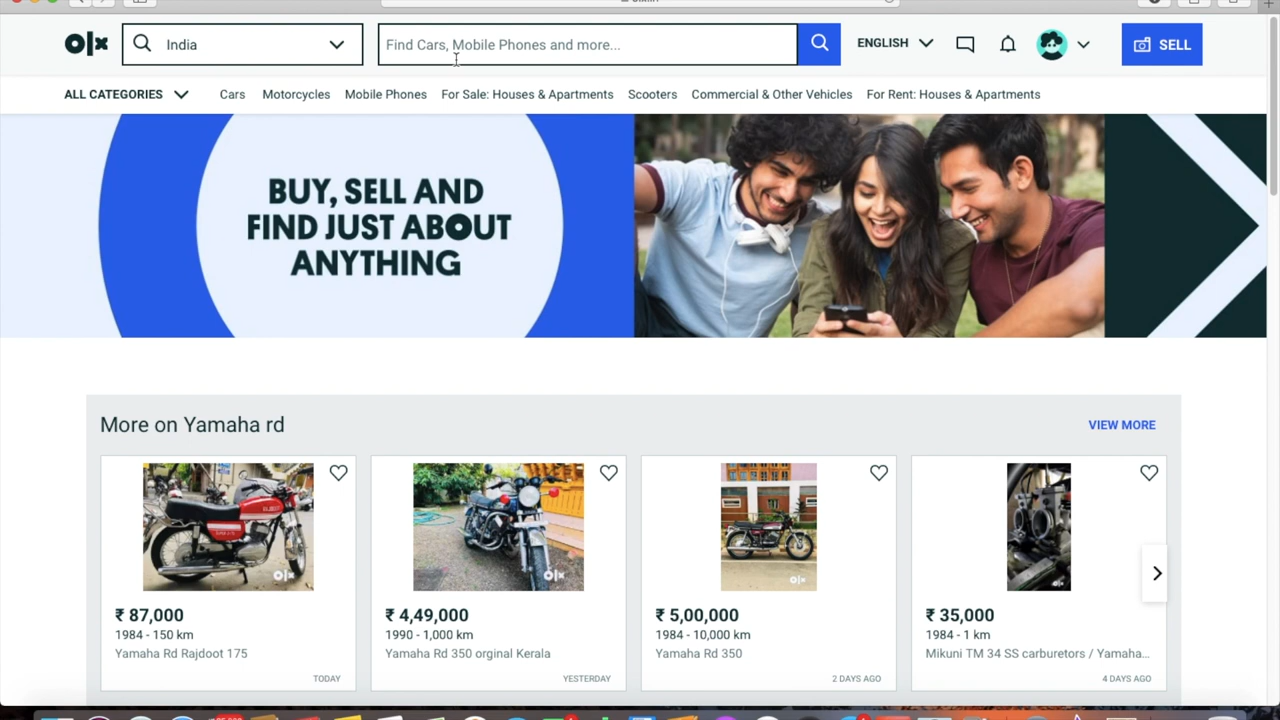 olx India Find Cars, Mobile Phones and more... ENGLISH SELL
ALL CATEGORIES Cars Motorcycles Mobile Phones For Sale: Houses & Apartments Scooters Commercial & Other Vehicles For Rent: Houses & Apartments
BUY, SELL AND
FIND JUST ABOUT
ANYTHING
More on Yamaha rd VIEW MORE
olx olx olx olx
₹ 87,000 ₹ 4,49,000 ₹ 5,00,000 ₹ 35,000
1984 - 150 km 1990 - 1,000 km 1984 - 10,000 km 1984 - 1 km
Yamaha Rd Rajdoot 175 Yamaha Rd 350 orginal Kerala Yamaha Rd 350 Mikuni TM 34 SS carburetors / Yamaha...
TODAY YESTERDAY 2 DAYS AGO 4 DAYS AGO